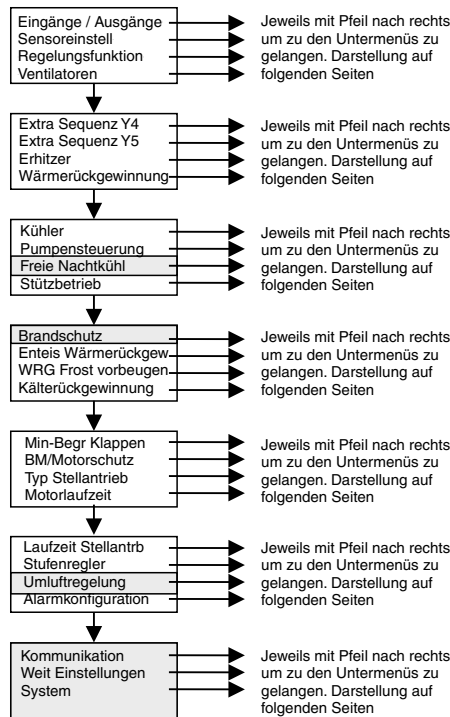 Eingänge / Ausgänge
Sensoreinstell
Regelungsfunktion
Ventilatoren
Jeweils mit Pfeil nach rechts
um zu den Untermenüs zu
gelangen. Darstellung auf
folgenden Seiten
Extra Sequenz Y4
Extra Sequenz Y5
Erhitzer
Wärmerückgewinnung
Jeweils mit Pfeil nach rechts
um zu den Untermenüs zu
gelangen. Darstellung auf
folgenden Seiten
Kühler
Pumpensteuerung
Freie Nachtkühl
Stützbetrieb
Jeweils mit Pfeil nach rechts
um zu den Untermenüs zu
gelangen. Darstellung auf
folgenden Seiten
Brandschutz
Enteis Wärmerückgew
WRG Frost vorbeugen
Kälterückgewinnung
Jeweils mit Pfeil nach rechts
um zu den Untermenüs zu
gelangen. Darstellung auf
folgenden Seiten
Min-Begr Klappen
BM/Motorschutz
Typ Stellantrieb
Motorlaufzeit
Jeweils mit Pfeil nach rechts
um zu den Untermenüs zu
gelangen. Darstellung auf
folgenden Seiten
Laufzeit Stellantrb
Stufenregler
Umluftregelung
Alarmkonfiguration
Jeweils mit Pfeil nach rechts
um zu den Untermenüs zu
gelangen. Darstellung auf
folgenden Seiten
Kommunikation
Weit Einstellungen
System
Jeweils mit Pfeil nach rechts
um zu den Untermenüs zu
gelangen. Darstellung auf
folgenden Seiten